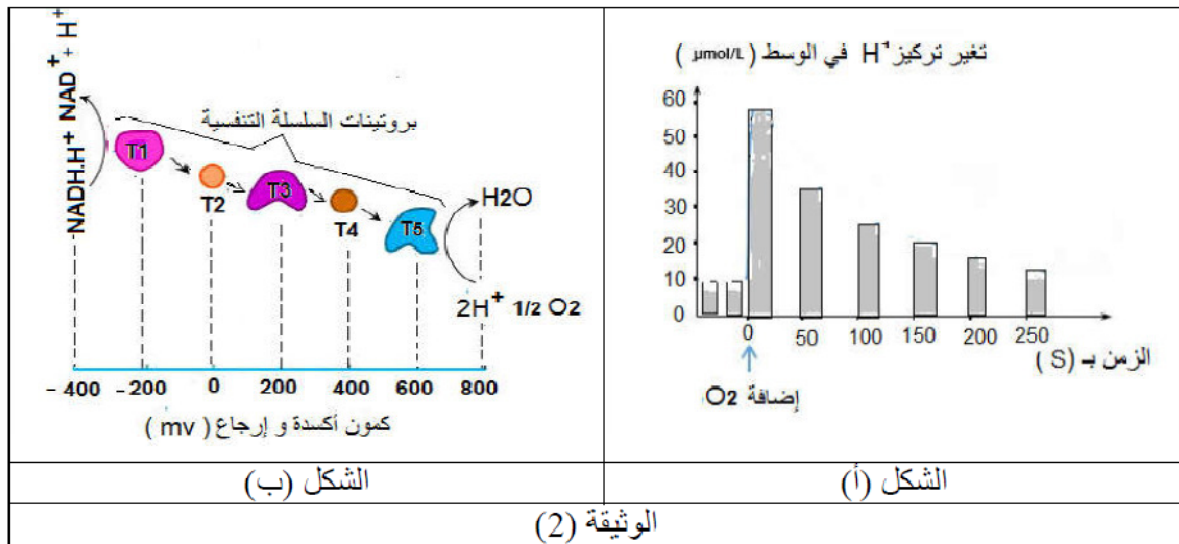 تغير تركيز H+ في الوسط ( µmol/L )
60
50
40
30
20
10
0
0 50 100 150 200 250
الزمن بـ (S )
إضافة O2
الشكل (أ)
NADH.H+ NAD+ + H+
بروتينات السلسلة التنفسية
T1
T2
T3
T4
T5
H2O
2H+ 1/2 O2
- 400 -200 0 200 400 600 800
كمون أكسدة و إرجاع ( mv )
الشكل (ب)
الوثيقة (2)